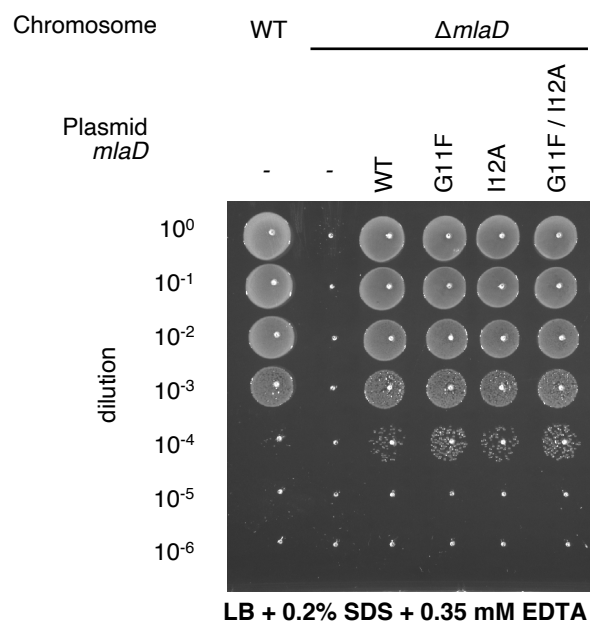 Chromosome WT ΔmlaD
Plasmid
mlaD
- - WT G11F I12A G11F / I12A
10⁰
10⁻¹
10⁻²
10⁻³
10⁻⁴
10⁻⁵
10⁻⁶
dilution
LB + 0.2% SDS + 0.35 mM EDTA